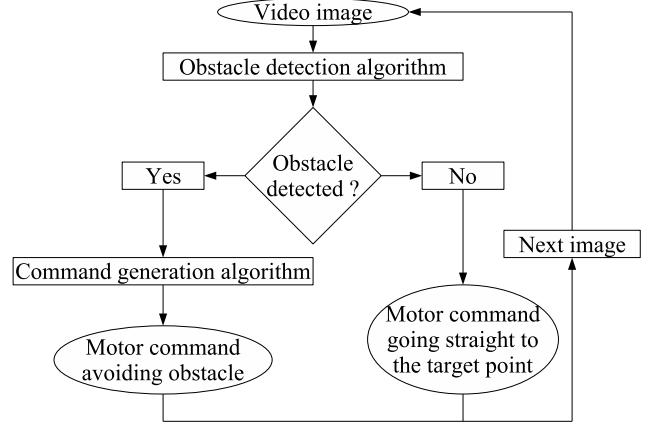 Video image
Obstacle detection algorithm
Obstacle
detected ?
Yes
No
Next image
Command generation algorithm
Motor command
avoiding obstacle
Motor command
going straight to
the target point